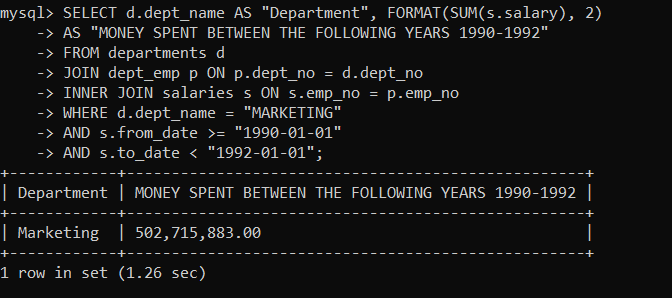 mysql> SELECT d.dept_name AS "Department", FORMAT(SUM(s.salary), 2)
    -> AS "MONEY SPENT BETWEEN THE FOLLOWING YEARS 1990-1992"
    -> FROM departments d
    -> JOIN dept_emp p ON p.dept_no = d.dept_no
    -> INNER JOIN salaries s ON s.emp_no = p.emp_no
    -> WHERE d.dept_name = "MARKETING"
    -> AND s.from_date >= "1990-01-01"
    -> AND s.to_date < "1992-01-01";
+------------+---------------------------------------------------+
| Department | MONEY SPENT BETWEEN THE FOLLOWING YEARS 1990-1992 |
+------------+---------------------------------------------------+
| Marketing  | 502,715,883.00                                    |
+------------+---------------------------------------------------+
1 row in set (1.26 sec)